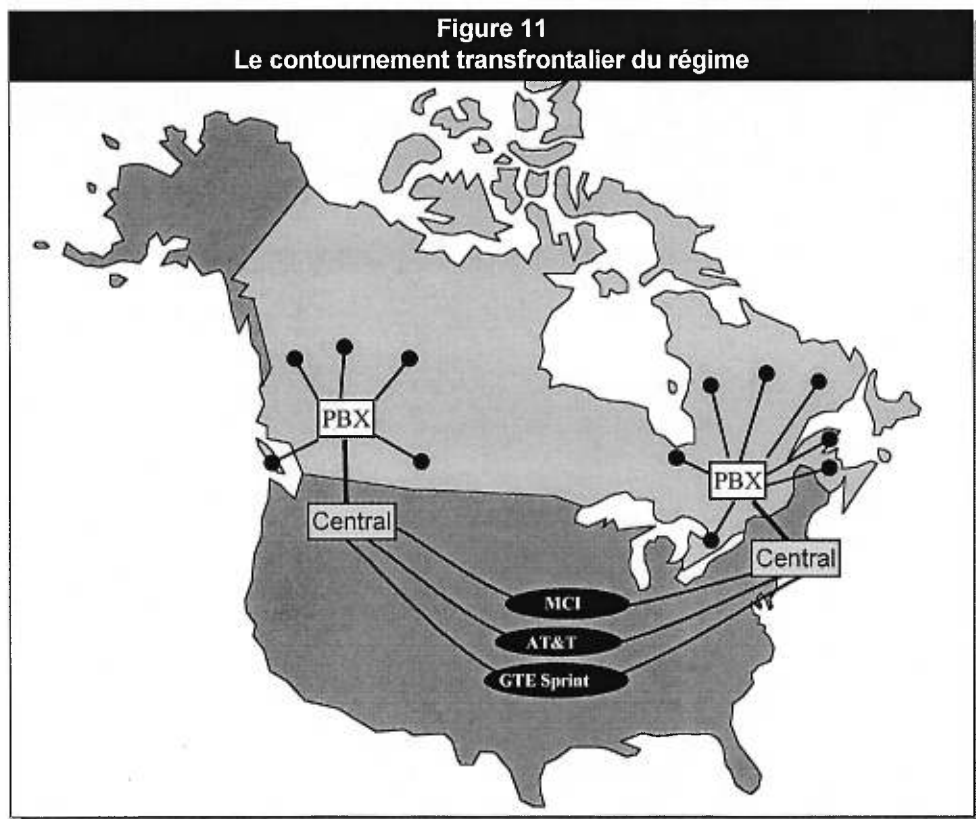 Figure 11
Le contournement transfrontalier du régime
PBX
PBX
Central
Central
MCI
AT&T
GTE Sprint